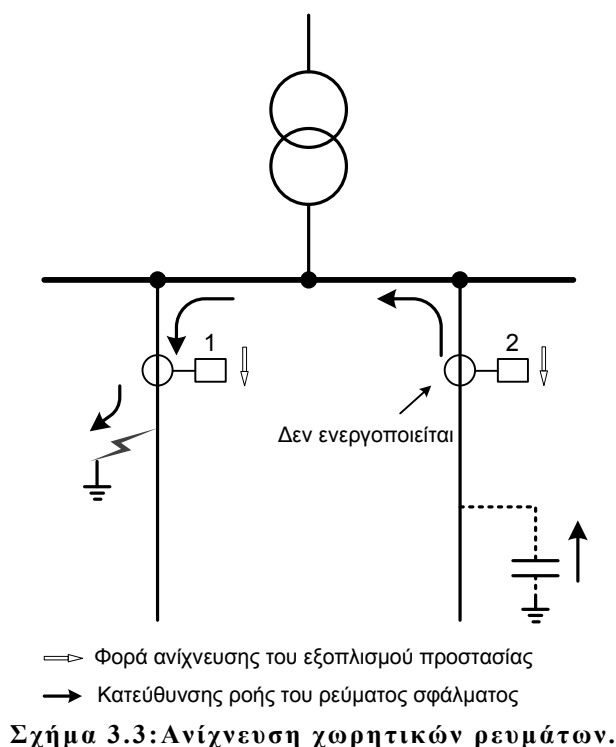 1
2
Δεν ενεργοποιείται
Φορά ανίχνευσης του εξοπλισμού προστασίας
Κατεύθυνσης ροής του ρεύματος σφάλματος
Σχήμα 3.3:Ανίχνευση χωρητικών ρευμάτων.